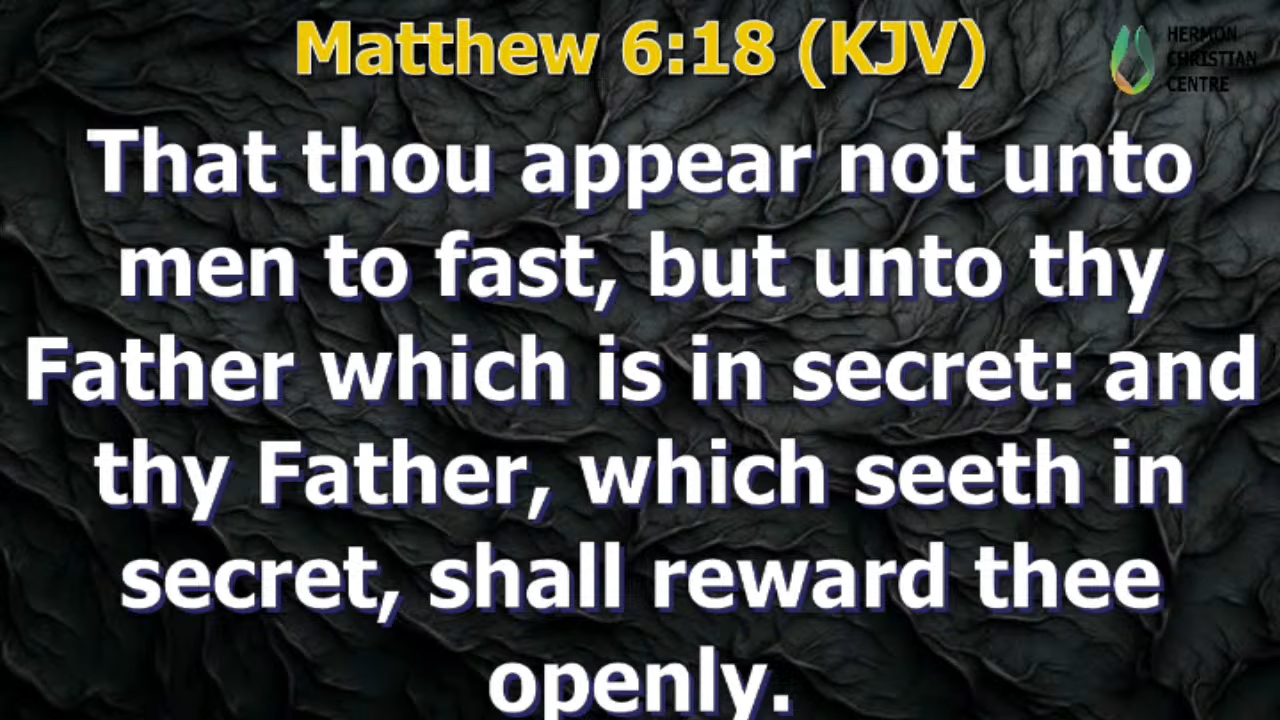 Matthew 6:18 (KJV)
HERMON
CHRISTIAN
CENTRE
That thou appear not unto
men to fast, but unto thy
Father which is in secret: and
thy Father, which seeth in
secret, shall reward thee
openly.